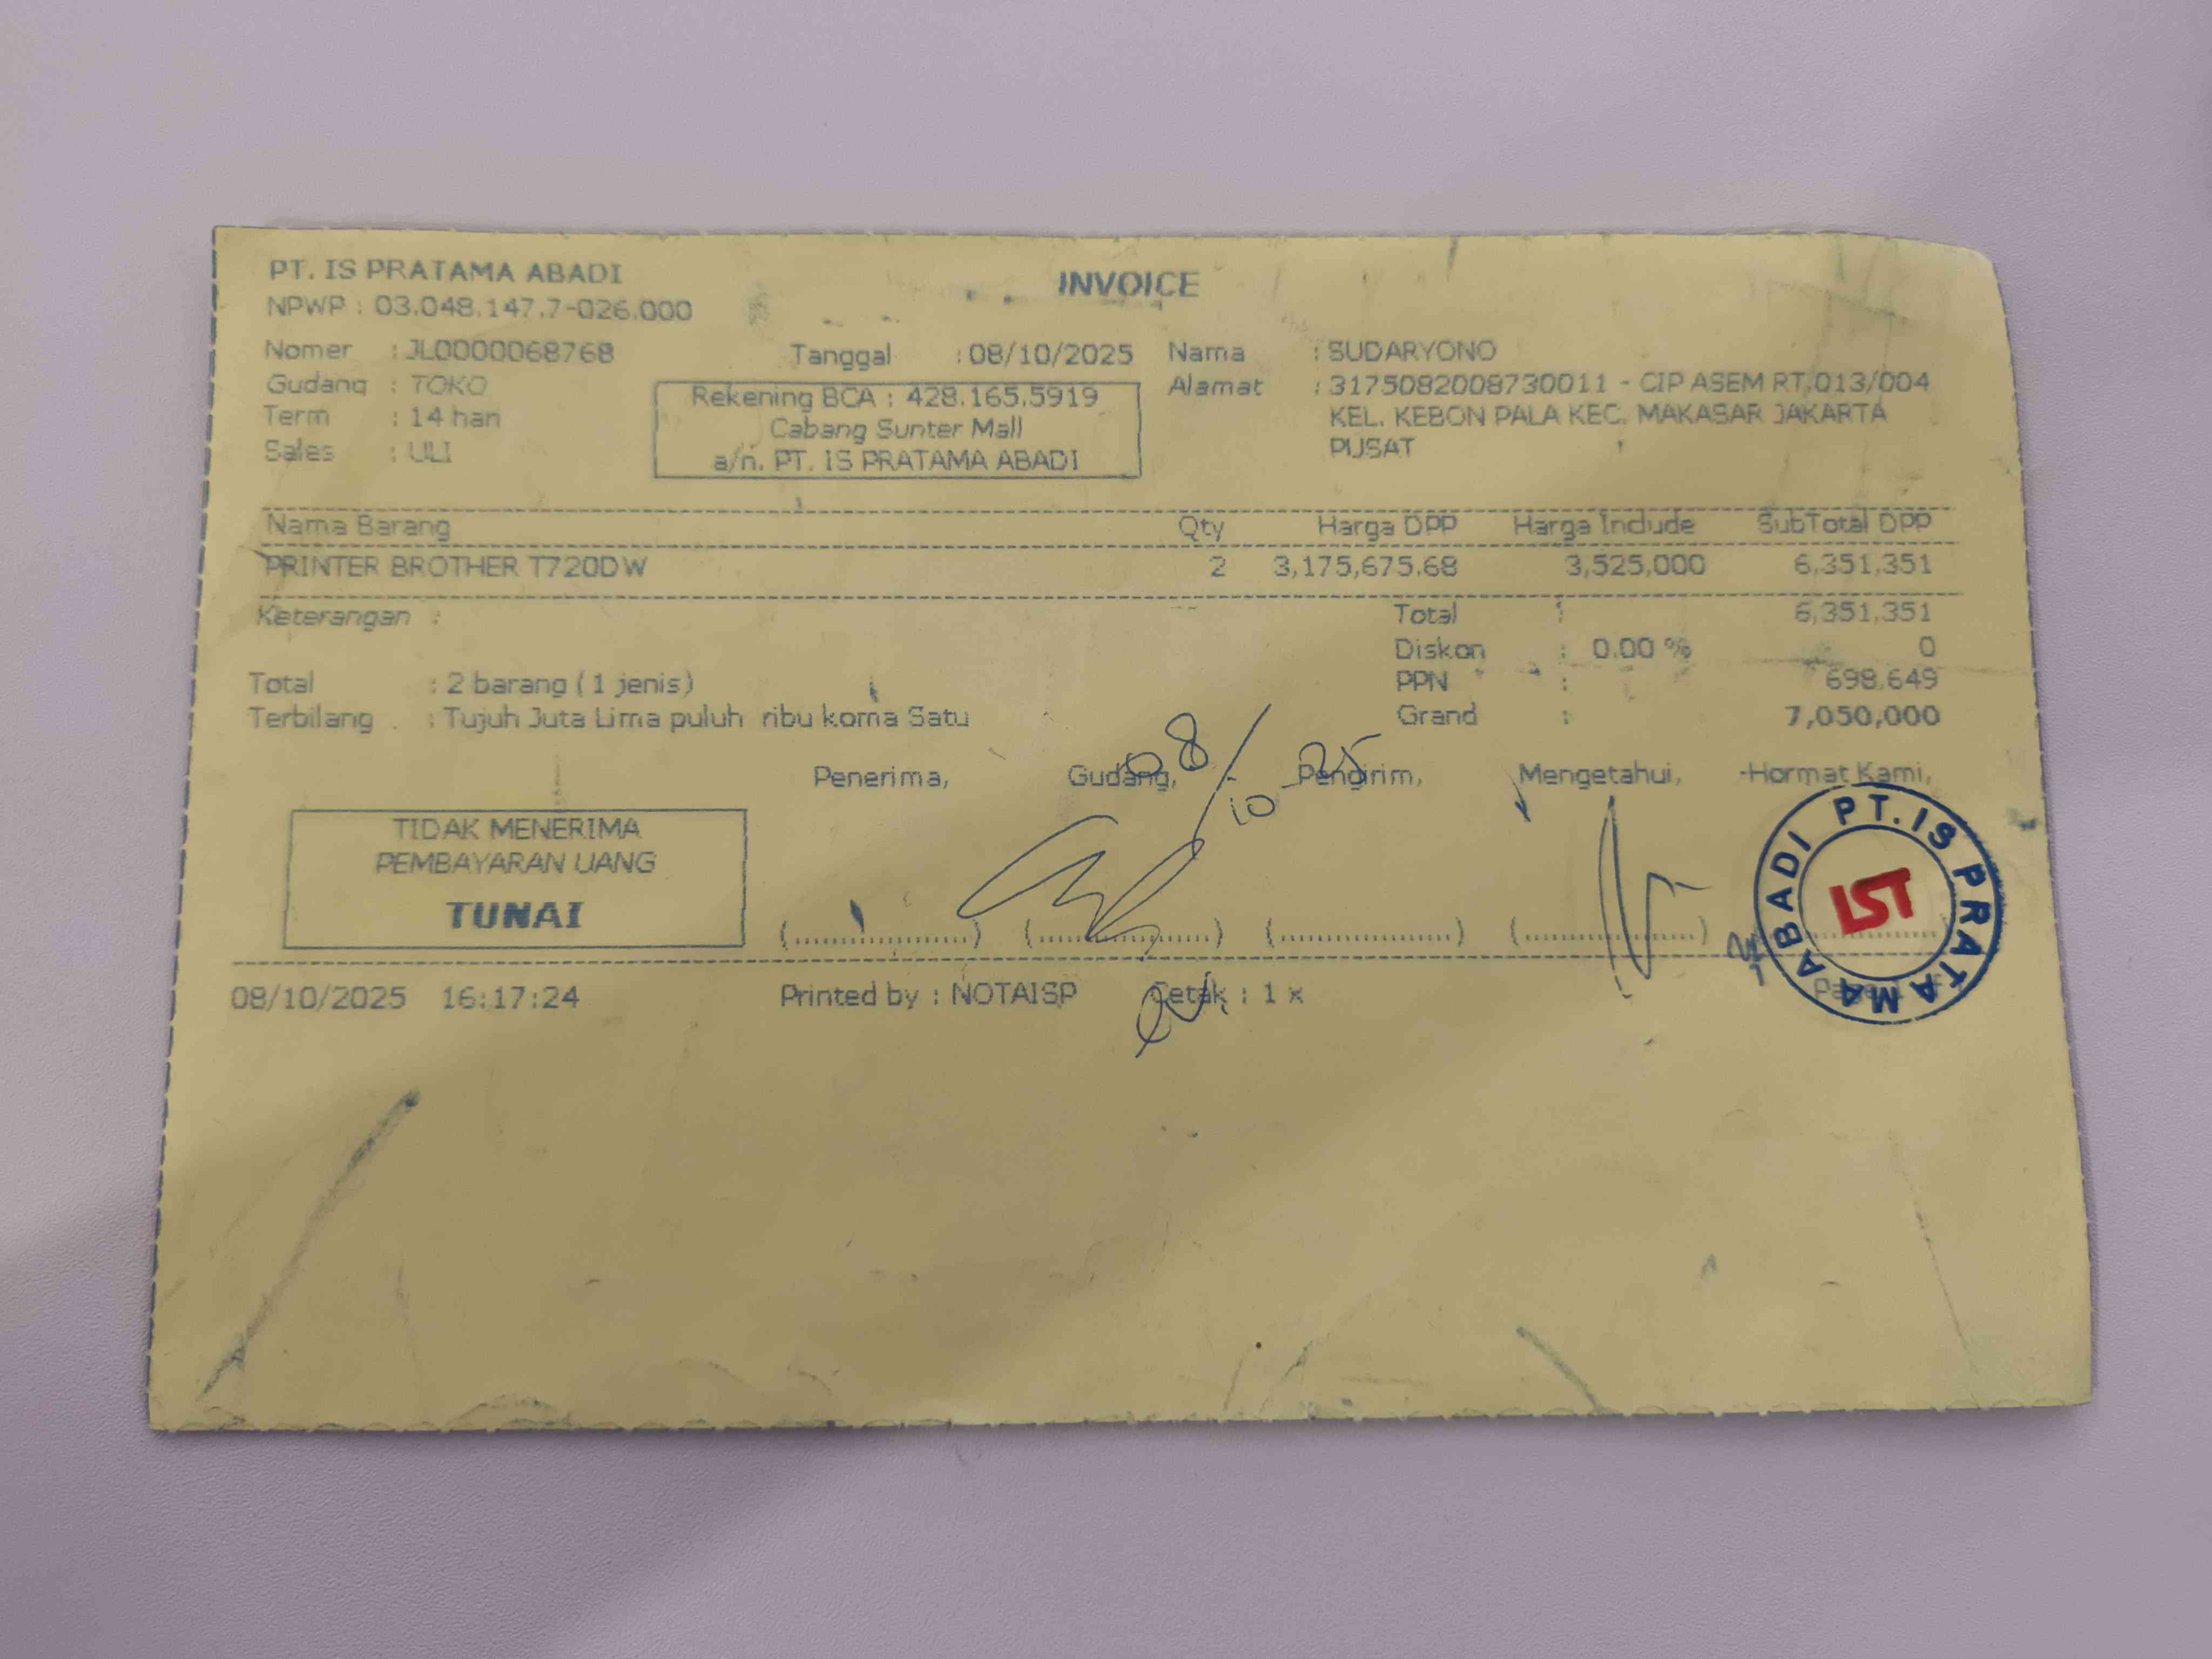 PT. IS PRATAMA ABADI
INVOICE
NPWP : 03.048.147.7-026.000
Nomer : JL0000068768
Gudang : TOKO
Term : 14 hari
Sales : ULI
Tanggal : 08/10/2025
Rekening BCA : 428.165.5919
Cabang Sunter Mall
a/n. PT. IS PRATAMA ABADI
Nama : SUDARYONO
Alamat : 3175082008730011 - CIP ASEM RT.013/004
KEL. KEBON PALA KEC. MAKASAR JAKARTA
PUSAT
Nama Barang Qty Harga DPP Harga Include SubTotal DPP
PRINTER BROTHER T720DW 2 3,175,675.68 3,525,000 6,351,351
Keterangan :
Total : 6,351,351
Diskon : 0.00 % 0
PPN : 698,649
Grand : 7,050,000
Total : 2 barang ( 1 jenis )
Terbilang . : Tujuh Juta Lima puluh ribu koma Satu
08/10-25
Penerima, Gudang, Pengirim, Mengetahui, Hormat Kami,
TIDAK MENERIMA
PEMBAYARAN UANG
TUNAI
(....................) (....................) (....................) (....................)
PT. IS PRATAMA ABADI
IST
08/10/2025 16:17:24 Printed by : NOTAISP Cetak : 1 x